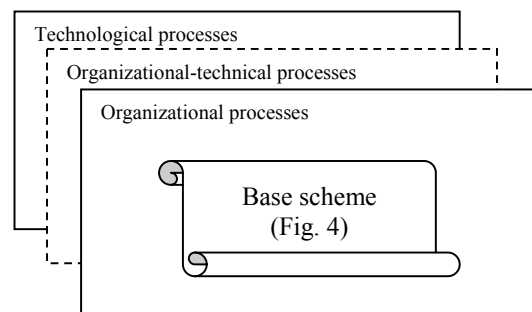 Technological processes
Organizational-technical processes
Organizational processes
Base scheme
(Fig. 4)